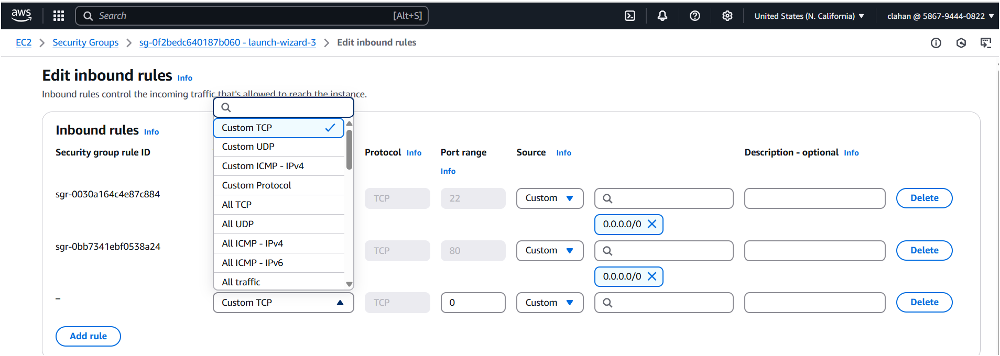 aws
Search [Alt+S] United States (N. California) clahan @ 5867-9444-0822
EC2 Security Groups sg-0f2bedc640187b060 - launch-wizard-3 Edit inbound rules
Edit inbound rules Info
Inbound rules control the incoming traffic that's allowed to reach the instance.
Inbound rules Info
Security group rule ID Protocol Info Port range Info Source Info Description - optional Info
Custom TCP
Custom UDP
Custom ICMP - IPv4
Custom Protocol
All TCP
All UDP
All ICMP - IPv4
All ICMP - IPv6
All traffic
sgr-0030a164c4e87c884 TCP 22 Custom Delete
0.0.0.0/0
sgr-0bb7341ebf0538a24 TCP 80 Custom Delete
0.0.0.0/0
– Custom TCP TCP 0 Custom Delete
Add rule